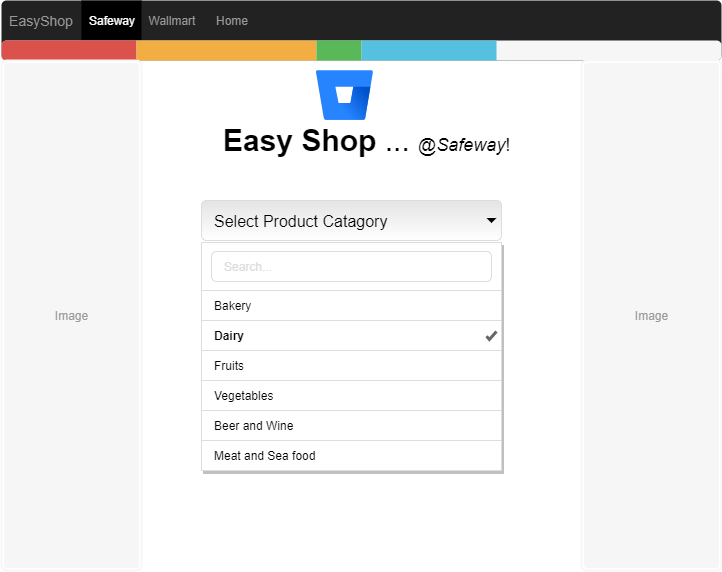 EasyShop Safeway Wallmart Home
Easy Shop ... @Safeway!
Select Product Catagory
Search...
Bakery
Dairy
Image
Image
Fruits
Vegetables
Beer and Wine
Meat and Sea food